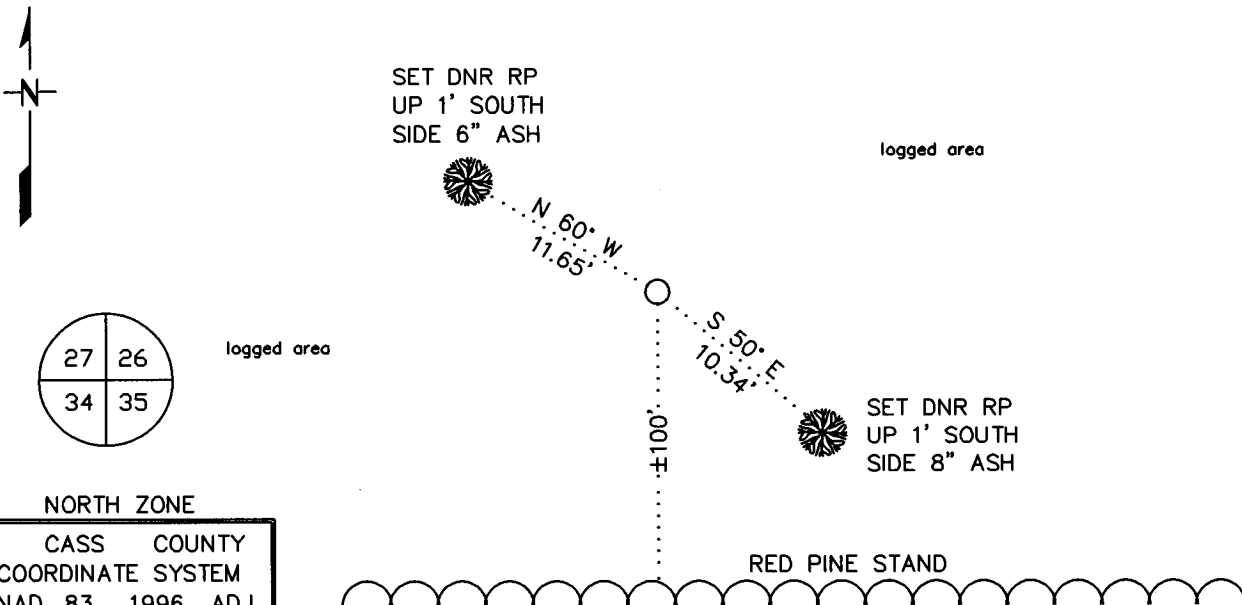 N
SET DNR RP
UP 1' SOUTH
SIDE 6" ASH
logged area
N 60° W
11.65'
27 26
34 35
logged area
S 50° E
10.34'
±100'
SET DNR RP
UP 1' SOUTH
SIDE 8" ASH
NORTH ZONE
CASS COUNTY
COORDINATE SYSTEM
NAD 83 1996 ADJ
RED PINE STAND